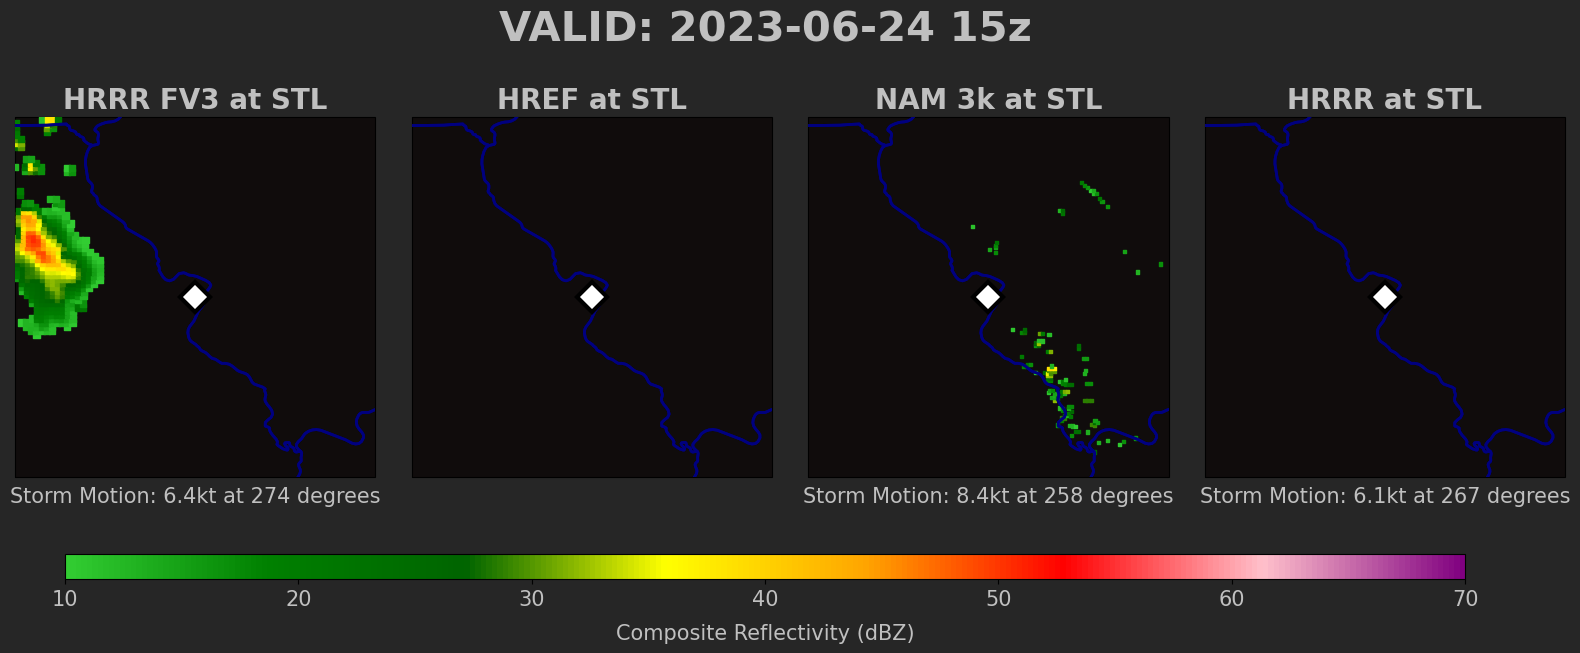 VALID: 2023-06-24 15z
HRRR FV3 at STL
HREF at STL
NAM 3k at STL
HRRR at STL
Storm Motion: 6.4kt at 274 degrees
Storm Motion: 8.4kt at 258 degrees
Storm Motion: 6.1kt at 267 degrees
10 20 30 40 50 60 70
Composite Reflectivity (dBZ)